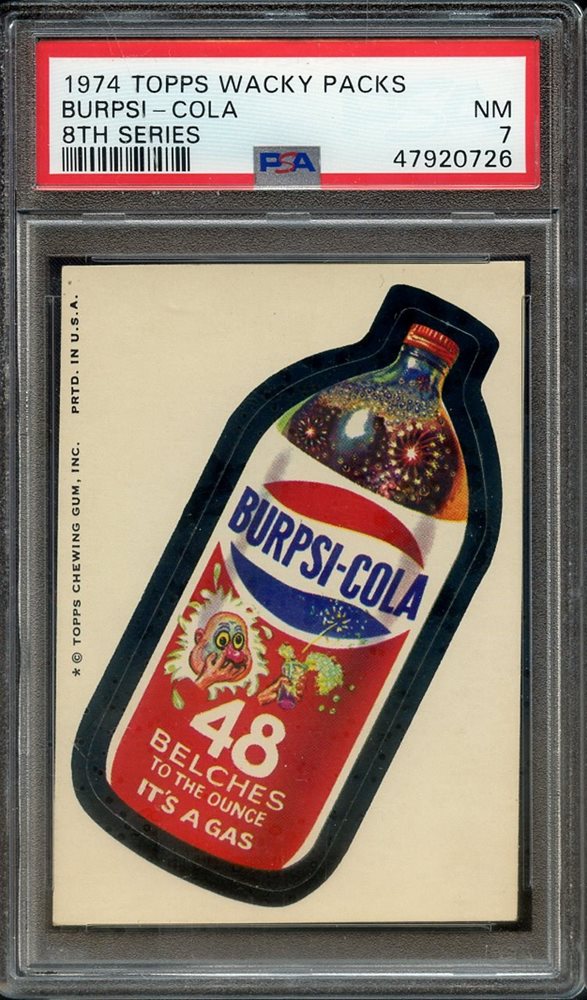 1974 TOPPS WACKY PACKS
BURPSI-COLA NM
8TH SERIES 7
PSA 47920726
* © TOPPS CHEWING GUM, INC. PRTD. IN U.S.A.
BURPSI-COLA
48
BELCHES
TO THE OUNCE
IT'S A GAS